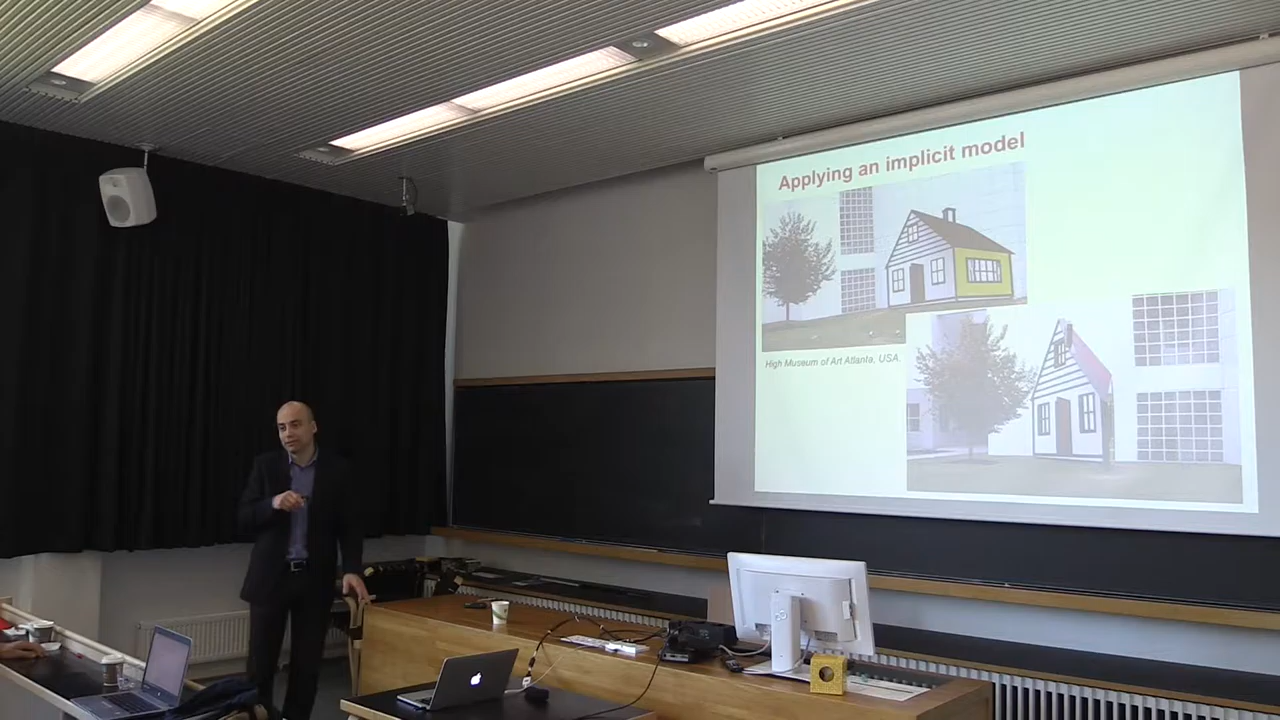 Applying an implicit model
High Museum of Art Atlanta, USA.